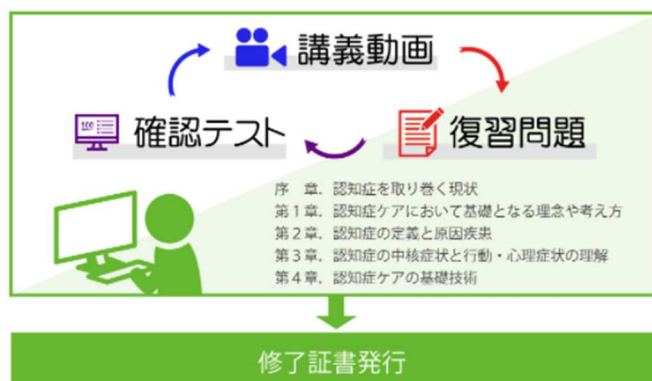 講義動画
確認テスト
復習問題
序　章．認知症を取り巻く現状
第１章．認知症ケアにおいて基礎となる理念や考え方
第２章．認知症の定義と原因疾患
第３章．認知症の中核症状と行動・心理症状の理解
第４章．認知症ケアの基礎技術
修了証書発行